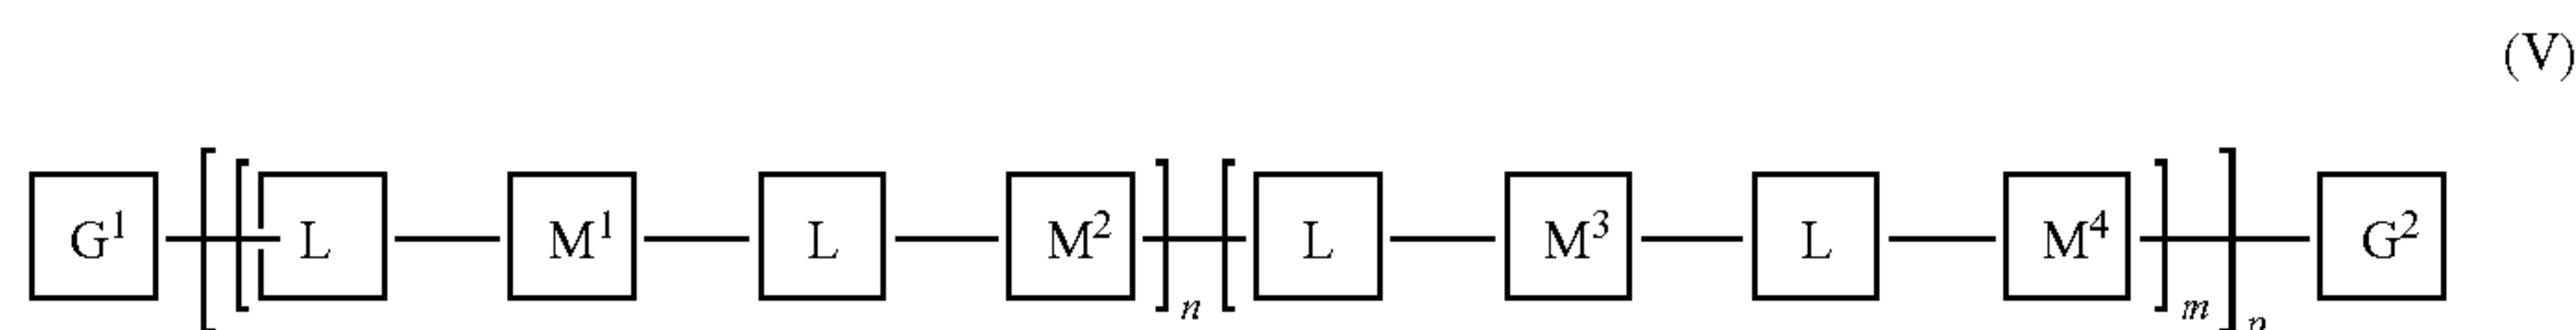 (V)
G¹ [ [ L — M¹ — L — M² ]n [ L — M³ — L — M⁴ ]m ]p G²